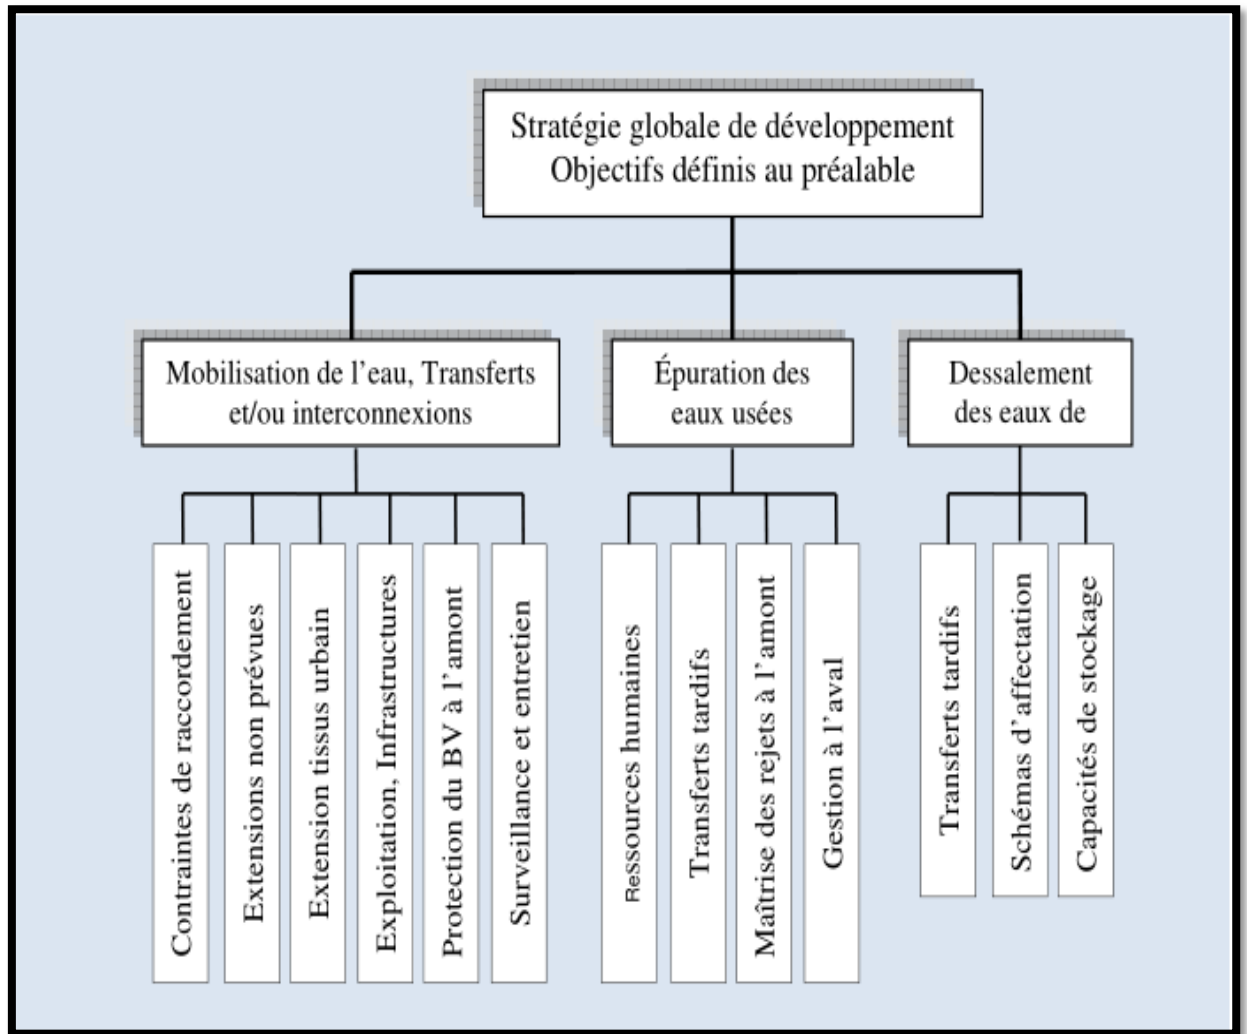 Stratégie globale de développement
Objectifs définis au préalable
Mobilisation de l’eau, Transferts
et/ou interconnexions
Épuration des
eaux usées
Dessalement
des eaux de
Contraintes de raccordement
Extensions non prévues
Extension tissus urbain
Exploitation, Infrastructures
Protection du BV à l’amont
Surveillance et entretien
Ressources humaines
Transferts tardifs
Maîtrise des rejets à l’amont
Gestion à l’aval
Transferts tardifs
Schémas d’affectation
Capacités de stockage